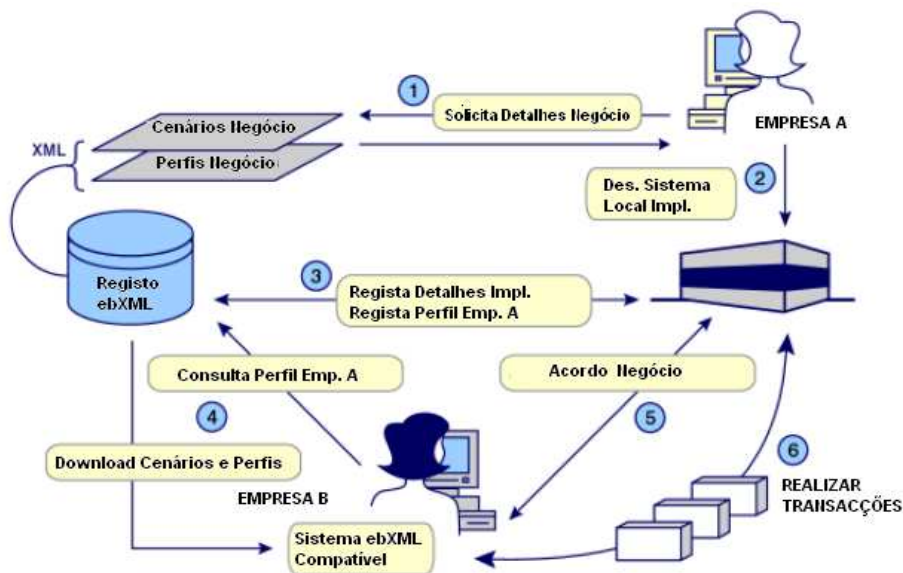 1
Solicita Detalhes Negócio
EMPRESA A
Cenários Negócio
XML
Perfis Negócio
2
Des. Sistema
Local Impl.
3
Registo
ebXML
Regista Detalhes Impl.
Regista Perfil Emp. A
Consulta Perfil Emp. A
Acordo Negócio
4
5
Download Cenários e Perfis
6
EMPRESA B
REALIZAR
TRANSACÇÕES
Sistema ebXML
Compatível